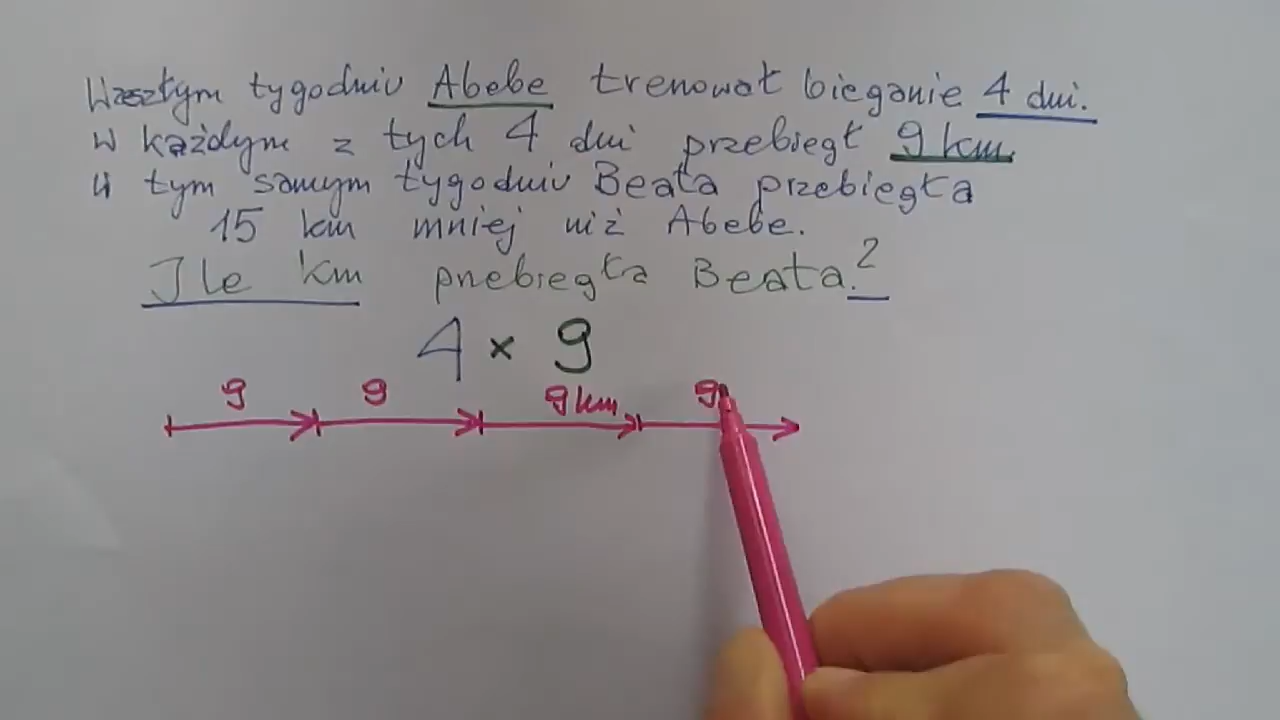 W zeszłym tygodniu Abebe trenował bieganie 4 dni.
W każdym z tych 4 dni przebiegł 9 km
W tym samym tygodniu Beata przebiegła
15 km mniej niż Abebe.
Ile km przebiegła Beata?
4 × 9
9 9 9 km 9